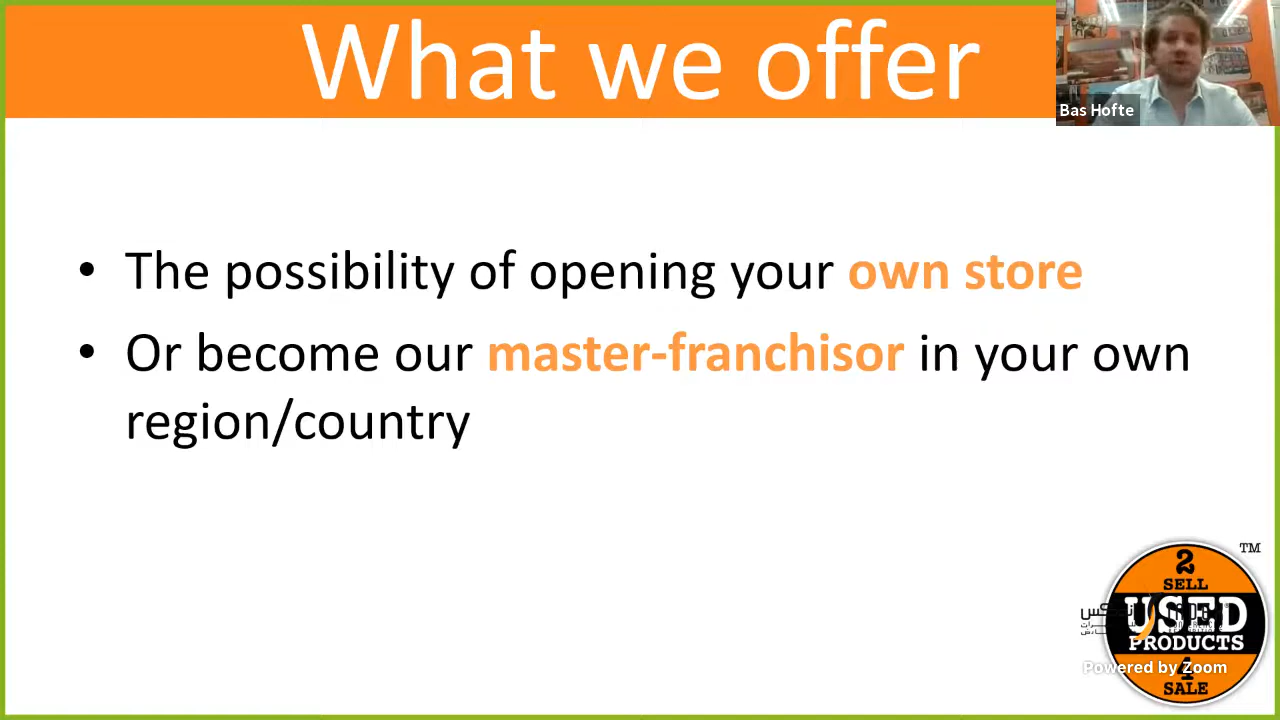 What we offer
Bas Hofte
• The possibility of opening your own store
• Or become our master-franchisor in your own
region/country
TM
2
SELL
USED
PRODUCTS
4
SALE
Powered by Zoom